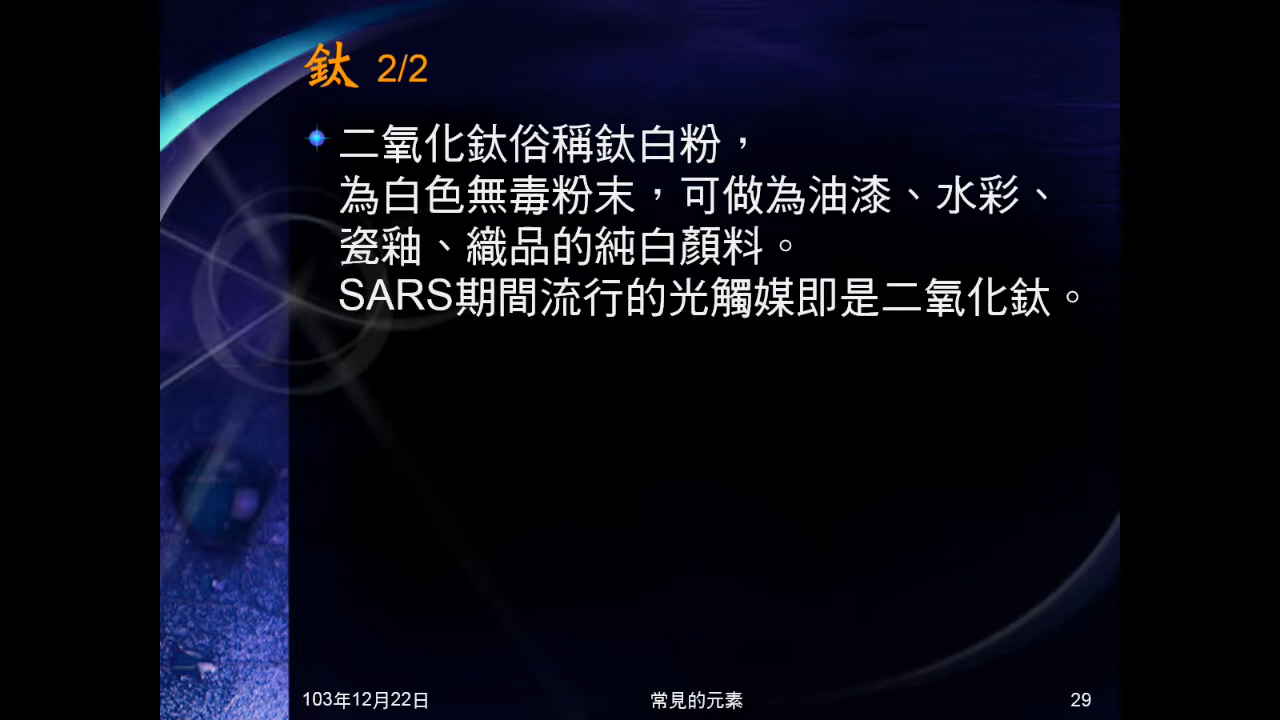 鈦 2/2
二氧化鈦俗稱鈦白粉，
為白色無毒粉末，可做為油漆、水彩、
瓷釉、織品的純白顏料。
SARS期間流行的光觸媒即是二氧化鈦。
103年12月22日
常見的元素
29